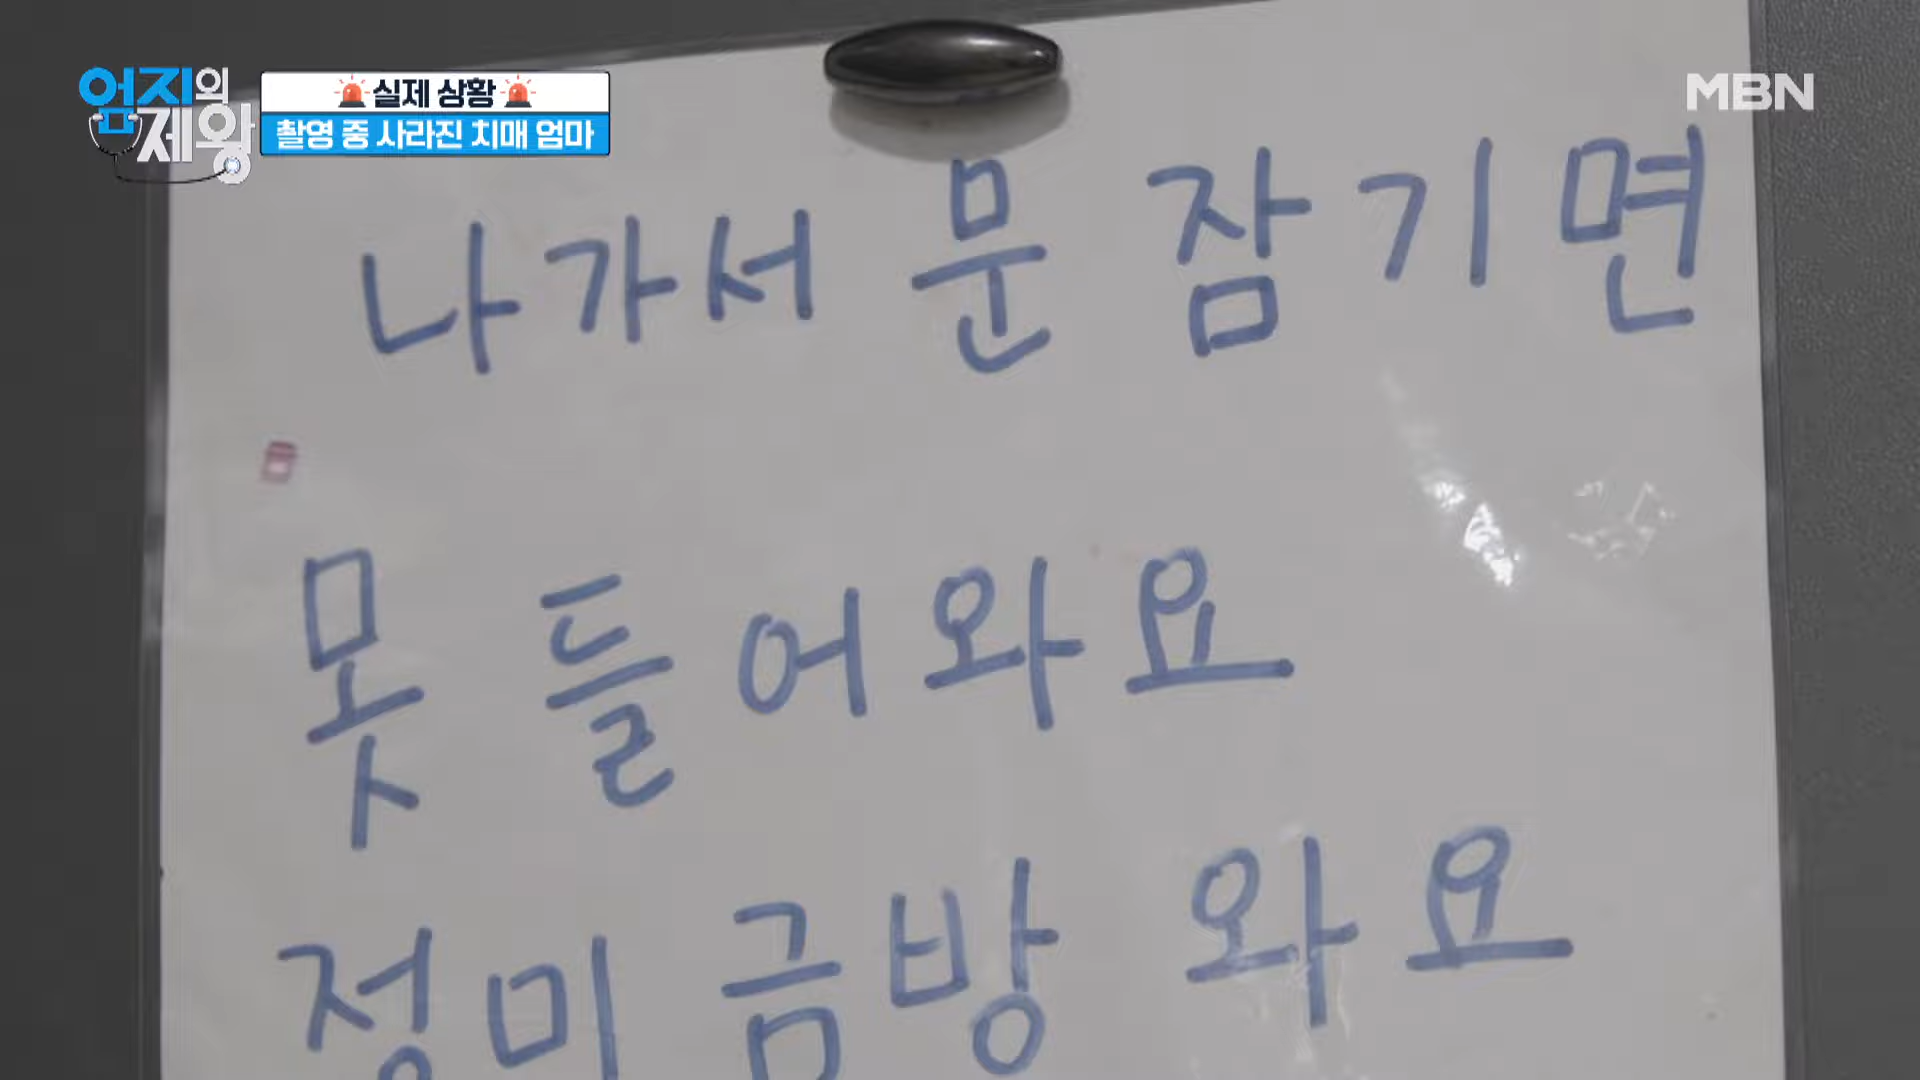 엄지의 제왕
실제 상황
촬영 중 사라진 치매 엄마
MBN
나가서 문 잠기면
못 들어와요
정미 금방 와요